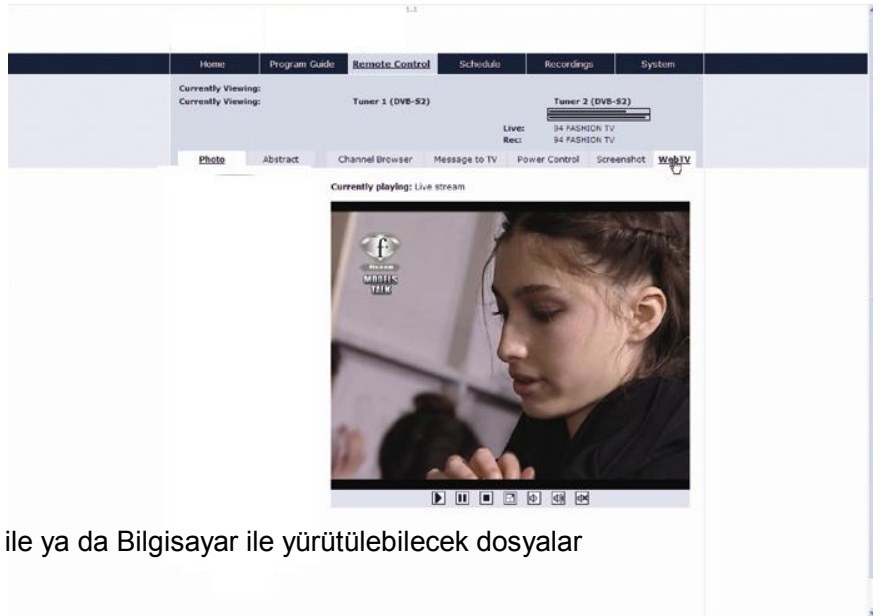 1.1
Home Program Guide Remote Control Schedule Recordings System
Currently Viewing:
Currently Viewing: Tuner 1 (DVB-S2) Tuner 2 (DVB-S2)
Live: 94 FASHION TV
Rec: 94 FASHION TV
Photo Abstract Channel Browser Message to TV Power Control Screenshot WebTV
Currently playing: Live stream
f
MODELS
TALK
ile ya da Bilgisayar ile yürütülebilecek dosyalar